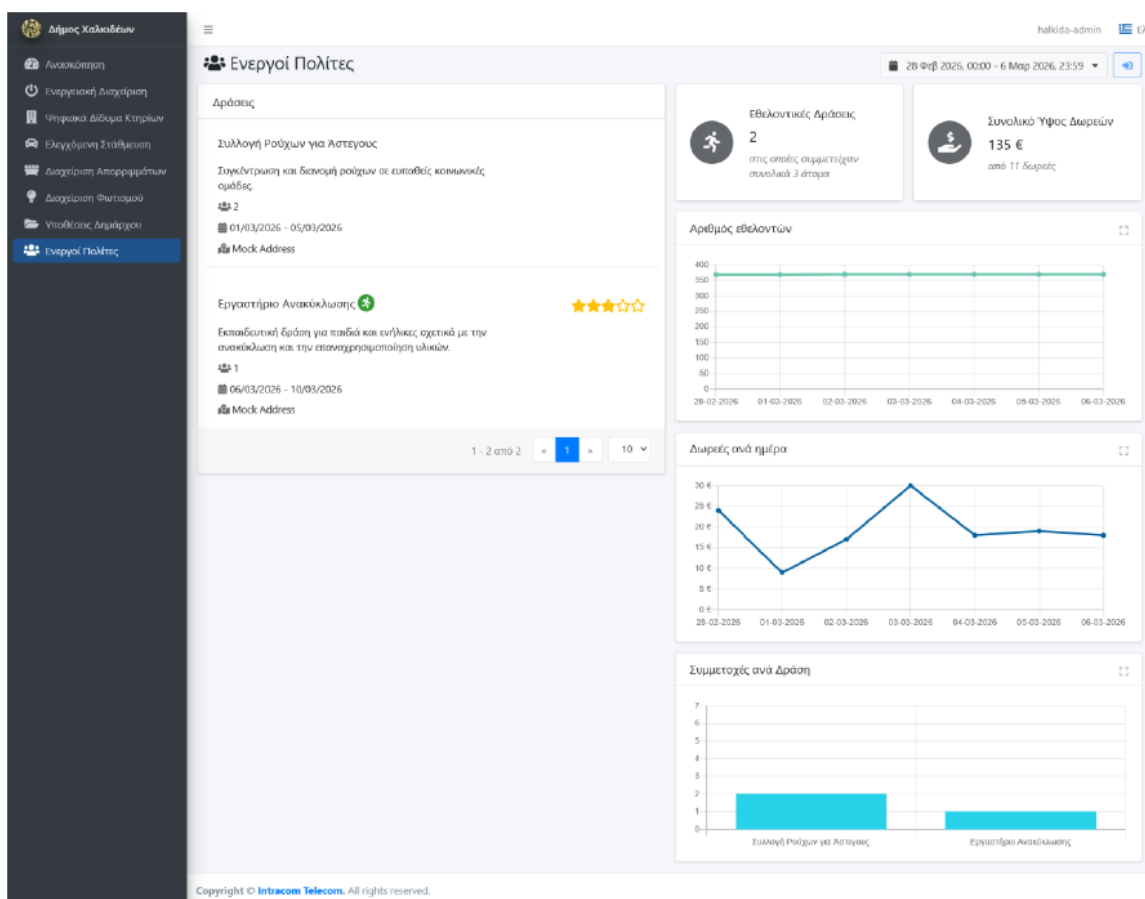 Δήμος Χαλκιδέων
halkida-admin
Ανασκόπηση
Ενεργειακή Διαχείριση
Ψηφιακά Δίδυμα Κτηρίων
Ελεγχόμενη Στάθμευση
Διαχείριση Απορριμμάτων
Διαχείριση Φωτισμού
Υποθέσεις Δημάρχου
Ενεργοί Πολίτες
Ενεργοί Πολίτες
28 Φεβ 2026, 00:00 - 6 Μαρ 2026, 23:59
Δράσεις
Συλλογή Ρούχων για Άστεγους
Συγκέντρωση και διανομή ρούχων σε ευπαθείς κοινωνικές
ομάδες.
2
01/03/2026 - 05/03/2026
Mock Address
Εργαστήριο Ανακύκλωσης
Εκπαιδευτική δράση για παιδιά και ενήλικες σχετικά με την
ανακύκλωση και την επαναχρησιμοποίηση υλικών.
1
06/03/2026 - 10/03/2026
Mock Address
1 - 2 από 2 « 1 » 10
Εθελοντικές Δράσεις
2
στις οποίες συμμετείχαν
συνολικά 3 άτομα
Συνολικό Ύψος Δωρεών
135 €
από 11 δωρεές
Αριθμός εθελοντών
400
350
300
250
200
150
100
50
0
28-02-2026 01-03-2026 02-03-2026 03-03-2026 04-03-2026 05-03-2026 06-03-2026
Δωρεές ανά ημέρα
30 €
25 €
20 €
15 €
10 €
5 €
0 €
28-02-2026 01-03-2026 02-03-2026 03-03-2026 04-03-2026 05-03-2026 06-03-2026
Συμμετοχές ανά Δράση
7
6
5
4
3
2
1
0
Συλλογή Ρούχων για Άστεγους Εργαστήριο Ανακύκλωσης
Copyright © Intracom Telecom. All rights reserved.